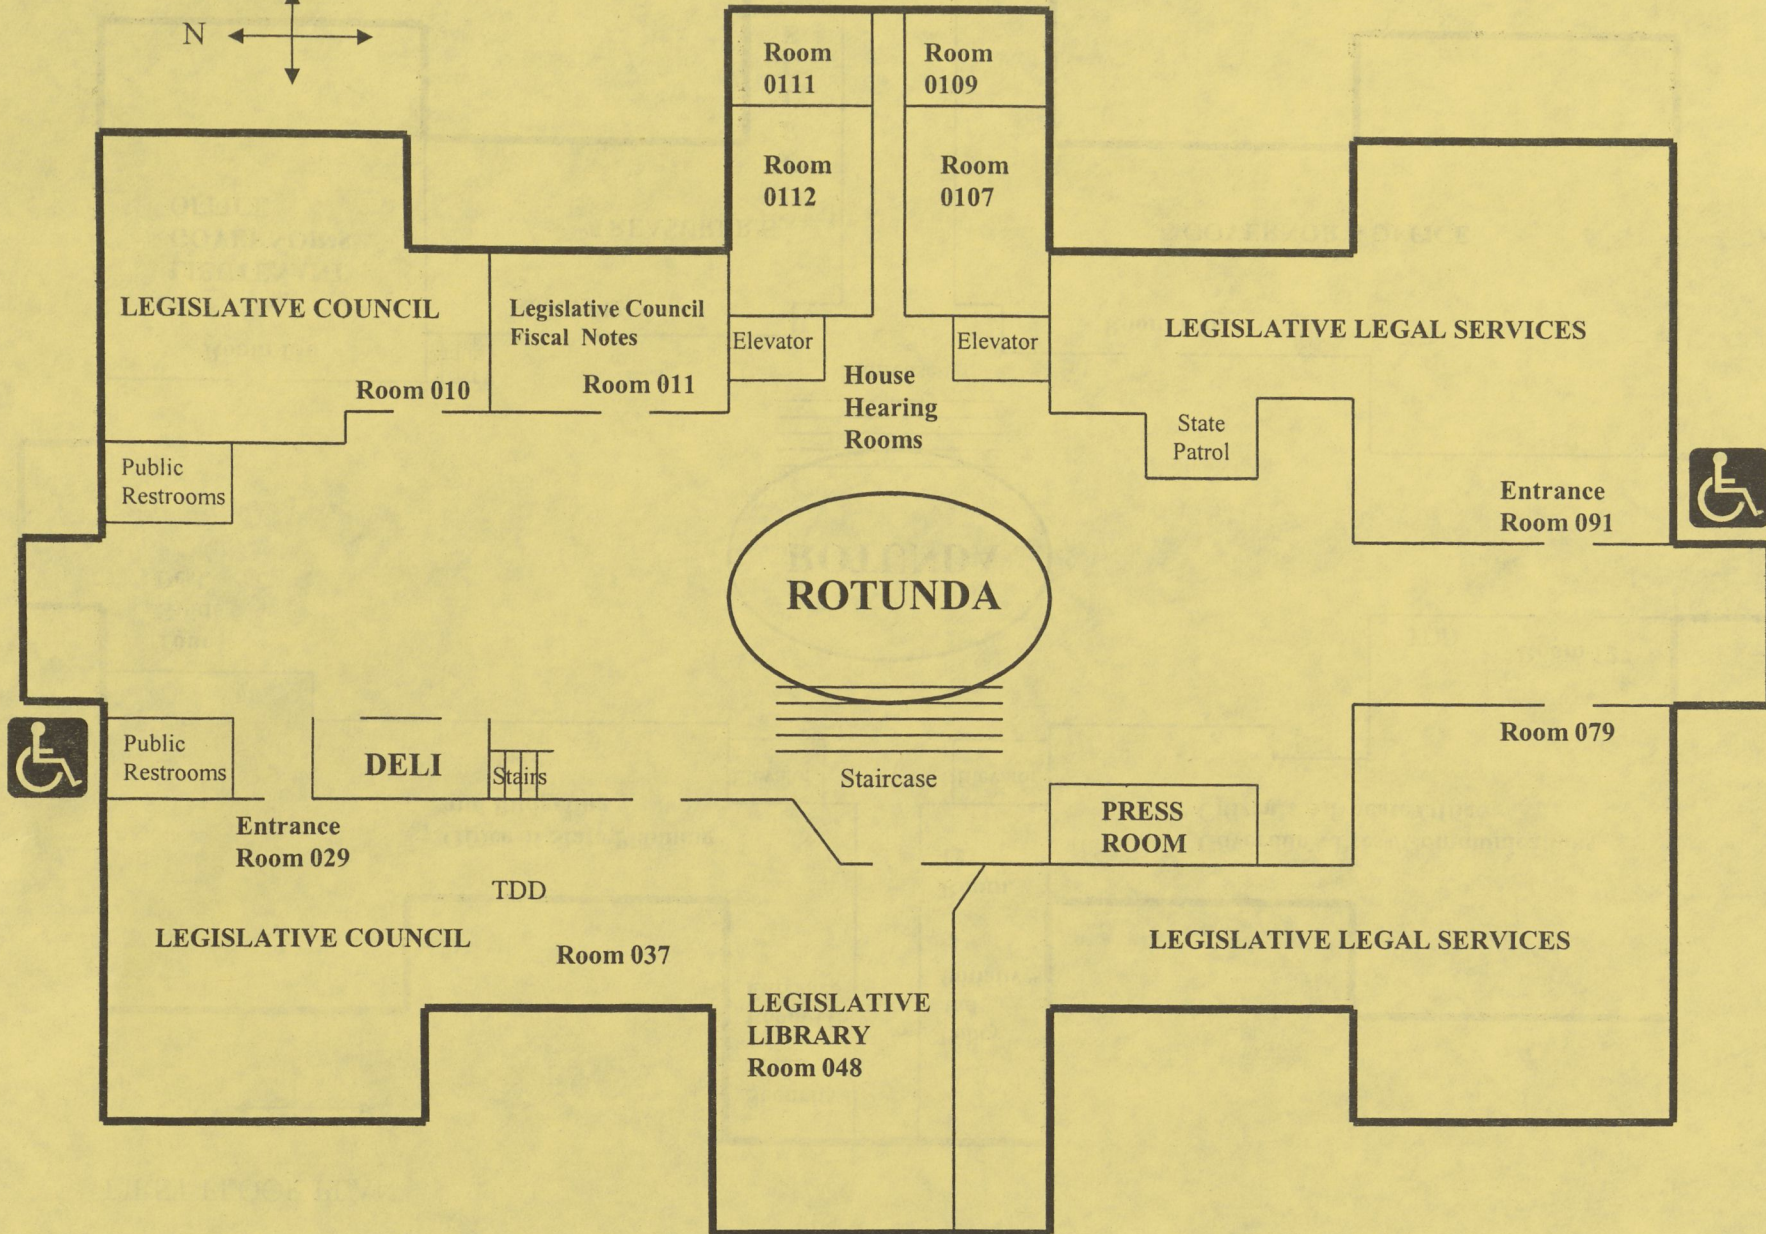 N
Room
0111
Room
0109
Room
0112
Room
0107
LEGISLATIVE COUNCIL
Room 010
Legislative Council
Fiscal Notes
Room 011
Elevator
Elevator
House
Hearing
Rooms
LEGISLATIVE LEGAL SERVICES
State
Patrol
Public
Restrooms
Entrance
Room 091
ROTUNDA
Public
Restrooms
DELI
Stairs
Staircase
Room 079
PRESS
ROOM
Entrance
Room 029
TDD
LEGISLATIVE COUNCIL
Room 037
LEGISLATIVE LEGAL SERVICES
LEGISLATIVE
LIBRARY
Room 048